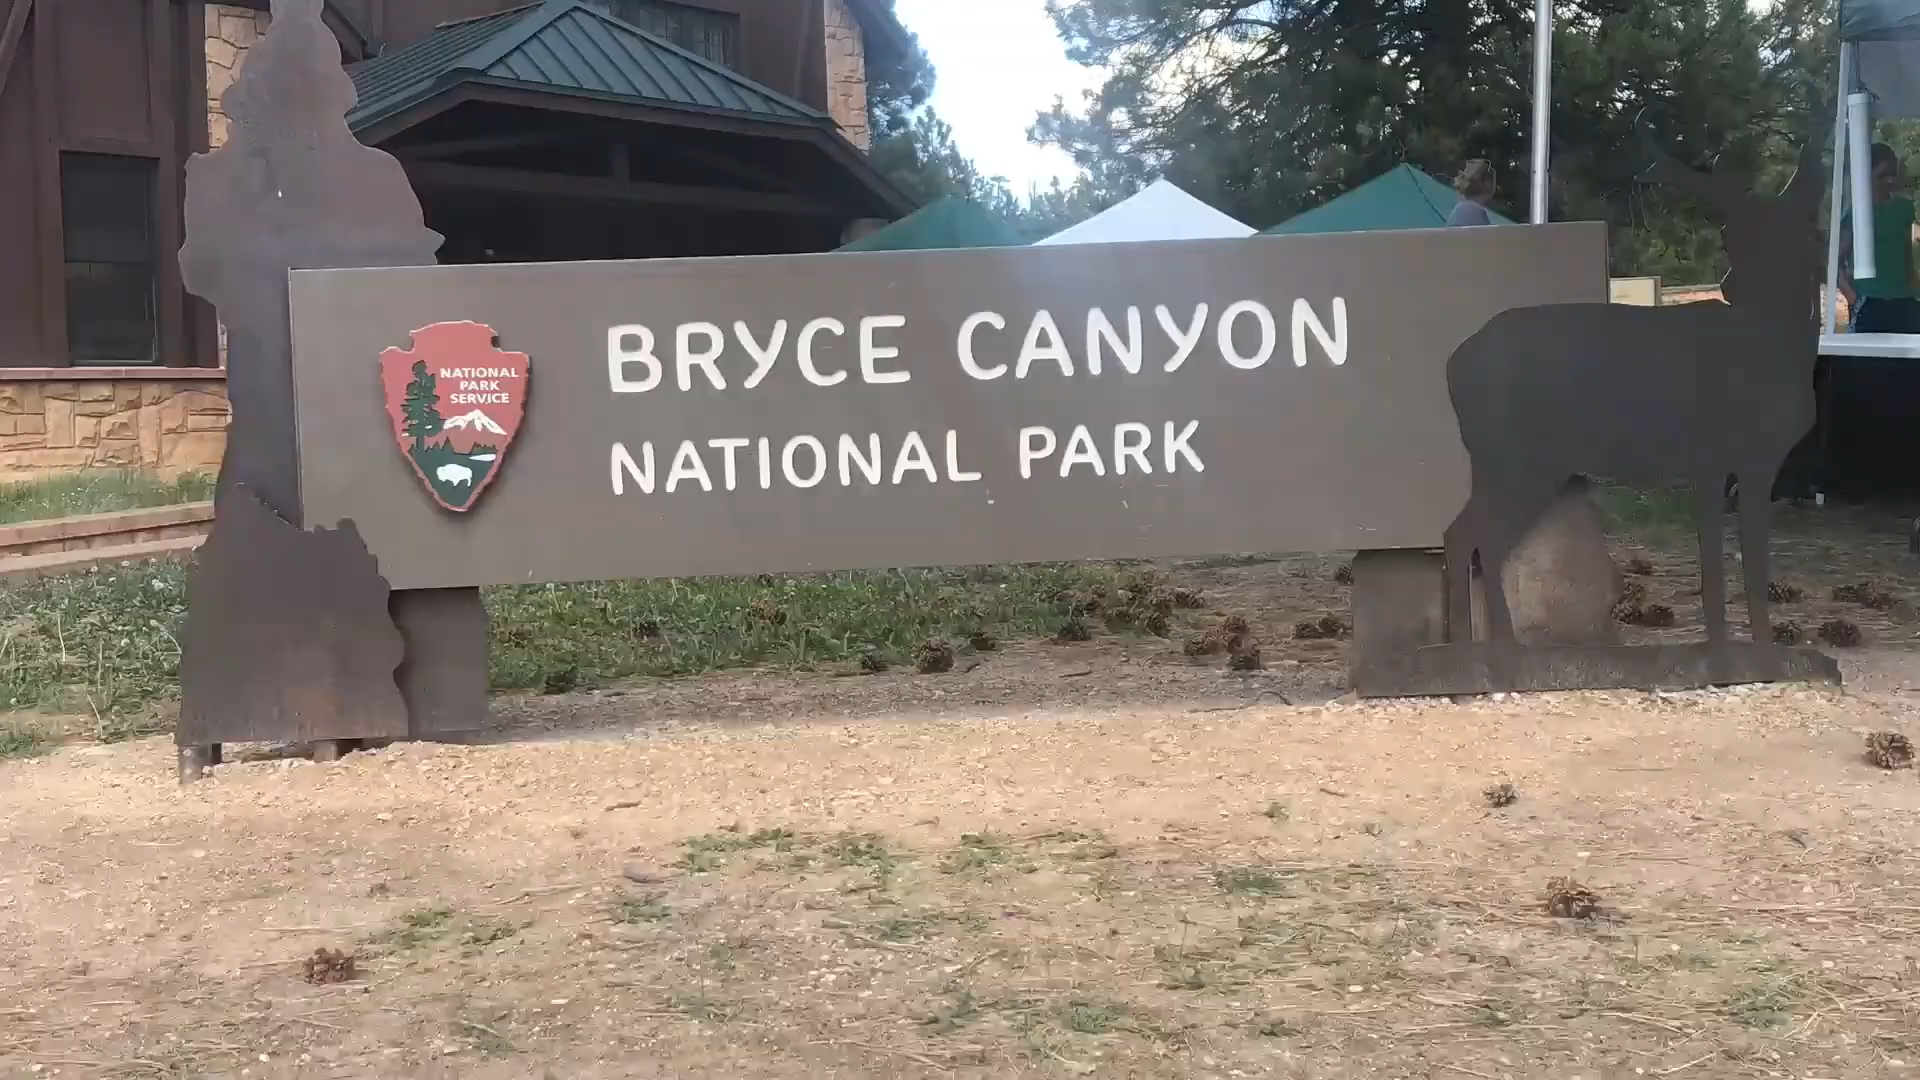 NATIONAL
PARK
SERVICE
BRYCE CANYON
NATIONAL PARK